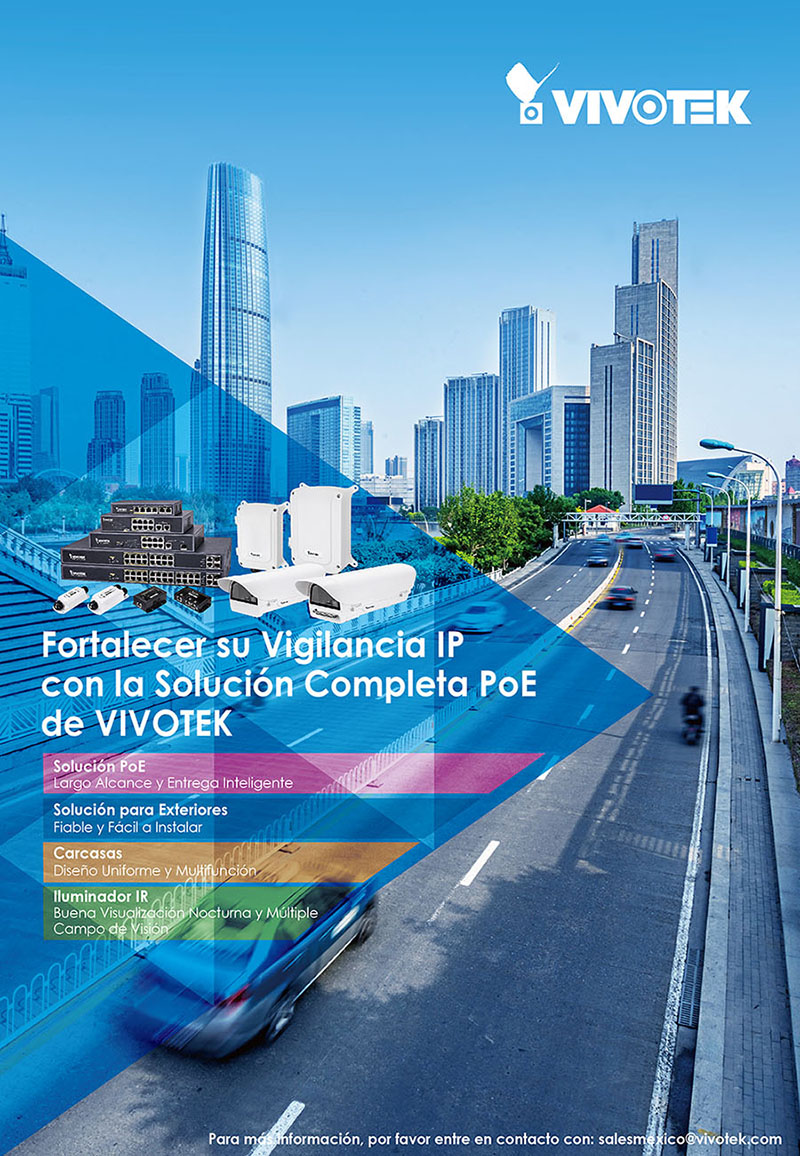 VIVOTEK
Fortalecer su Vigilancia IP
con la Solución Completa PoE
de VIVOTEK
Solución PoE
Largo Alcance y Entrega Inteligente
Solución para Exteriores
Fiable y Fácil a Instalar
Carcasas
Diseño Uniforme y Multifunción
Iluminador IR
Buena Visualización Nocturna y Múltiple
Campo de Visión
Para más información, por favor entre en contacto con: salesmexico@vivotek.com